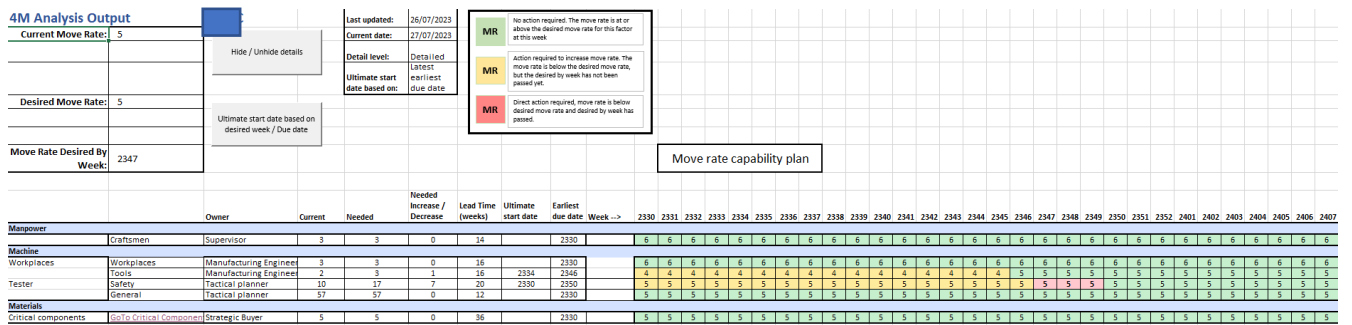 4M Analysis Output
Current Move Rate: 5
Desired Move Rate: 5
Move Rate Desired By Week: 2347
Hide / Unhide details
Ultimate start date based on
desired week / Due date
Last updated: 26/07/2023
Current date: 27/07/2023
Detail level: Detailed
Ultimate start date based on: Latest earliest due date
MR No action required. The move rate is at or
above the desired move rate for this factor
at this week
MR Action required to increase move rate. The
move rate is below the desired move rate,
but the desired by week has not been
passed yet.
MR Direct action required, move rate is below
desired move rate and desired by week has
passed.
Move rate capability plan
Owner Current Needed Needed Increase / Decrease Lead Time (weeks) Ultimate start date Earliest due date Week --> 2330 2331 2332 2333 2334 2335 2336 2337 2338 2339 2340 2341 2342 2343 2344 2345 2346 2347 2348 2349 2350 2351 2352 2401 2402 2403 2404 2405 2406 2407
Manpower
Craftsmen Supervisor 3 3 0 14 2330 6 6 6 6 6 6 6 6 6 6 6 6 6 6 6 6 6 6 6 6 6 6 6 6 6 6 6 6 6 6
Machine
Workplaces Workplaces Manufacturing Engineer 3 3 0 16 2330 6 6 6 6 6 6 6 6 6 6 6 6 6 6 6 6 6 6 6 6 6 6 6 6 6 6 6 6 6 6
Tools Manufacturing Engineer 2 3 1 16 2334 2346 4 4 4 4 4 4 4 4 4 4 4 4 4 4 4 4 5 5 5 5 5 5 5 5 5 5 5 5 5 5
Tester Safety Tactical planner 10 17 7 20 2330 2350 5 5 5 5 5 5 5 5 5 5 5 5 5 5 5 5 5 5 5 5 5 5 5 5 5 5 5 5 5 5
General Tactical planner 57 57 0 12 2330 5 5 5 5 5 5 5 5 5 5 5 5 5 5 5 5 5 5 5 5 5 5 5 5 5 5 5 5 5 5
Materials
Critical components GoTo Critical Componen Strategic Buyer 5 5 0 36 2330 5 5 5 5 5 5 5 5 5 5 5 5 5 5 5 5 5 5 5 5 5 5 5 5 5 5 5 5 5 5